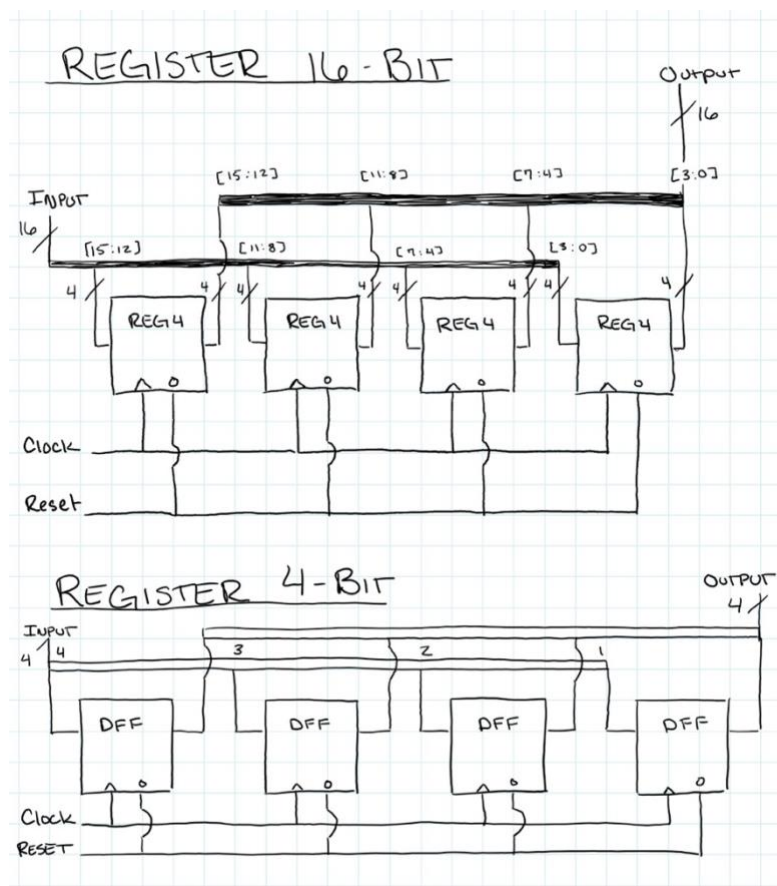 REGISTER 16-BIT
OUTPUT
16
[15:12] [11:8] [7:4] [3:0]
INPUT
16
[15:12] [11:8] [7:4] [3:0]
4 4 4 4 4 4 4 4
REG4 REG4 REG4 REG4
Clock
Reset
REGISTER 4-BIT
OUTPUT
4
INPUT
4 4 3 2 1
DFF DFF DFF DFF
Clock
RESET